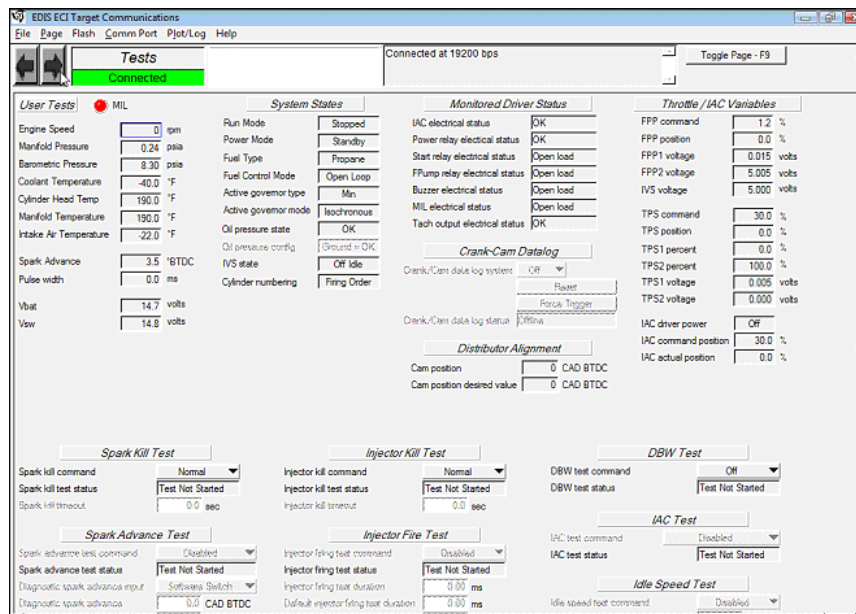 EDIS ECI Target Communications
File Page Flash Comm Port Plot/Log Help
Tests
Connected
Connected at 19200 bps
Toggle Page - F9
User Tests
MIL
Engine Speed 0 rpm
Manifold Pressure 0.24 psia
Barometric Pressure 8.30 psia
Coolant Temperature -40.0 °F
Cylinder Head Temp 190.0 °F
Manifold Temperature 190.0 °F
Intake Air Temperature -22.0 °F
Spark Advance 3.5 °BTDC
Pulse width 0.0 ms
Vbat 14.7 volts
Vsw 14.8 volts
System States
Run Mode Stopped
Power Mode Standby
Fuel Type Propane
Fuel Control Mode Open Loop
Active governor type Min
Active governor mode Isochronous
Oil pressure state OK
Oil pressure config Ground = OK
IVS state Off Idle
Cylinder numbering Firing Order
Monitored Driver Status
IAC electrical status OK
Power relay electical status OK
Start relay electrical status Open load
FPump relay electrical status Open load
Buzzer electrical status Open load
MIL electrical status Open load
Tach output electrical status OK
Crank-Cam Datalog
Crank/Cam data log system Off
Reset
Force Trigger
Crank/Cam data log status Offline
Distributor Alignment
Cam position 0 CAD BTDC
Cam position desired value 0 CAD BTDC
Throttle / IAC Variables
FPP command 1.2 %
FPP position 0.0 %
FPP1 voltage 0.015 volts
FPP2 voltage 5.005 volts
IVS voltage 5.000 volts
TPS command 30.0 %
TPS position 0.0 %
TPS1 percent 0.0 %
TPS2 percent 100.0 %
TPS1 voltage 0.005 volts
TPS2 voltage 0.000 volts
IAC driver power Off
IAC command position 30.0 %
IAC actual position 0.0 %
Spark Kill Test
Spark kill command Normal
Spark kill test status Test Not Started
Spark kill timeout 0.0 sec
Injector Kill Test
Injector kill command Normal
Injector kill test status Test Not Started
Injector kill timeout 0.0 sec
DBW Test
DBW test command Off
DBW test status Test Not Started
Spark Advance Test
Spark advance test command Disabled
Spark advance test status Test Not Started
Diagnostic spark advance input Software Switch
Diagnostic spark advance 0.0 CAD BTDC
Injector Fire Test
Injector firing test command Disabled
Injector firing test status Test Not Started
Injector firing test duration 0.00 ms
Default injector firing test duration 0.00 ms
IAC Test
IAC test command Disabled
IAC test status Test Not Started
Idle Speed Test
Idle speed test command Disabled